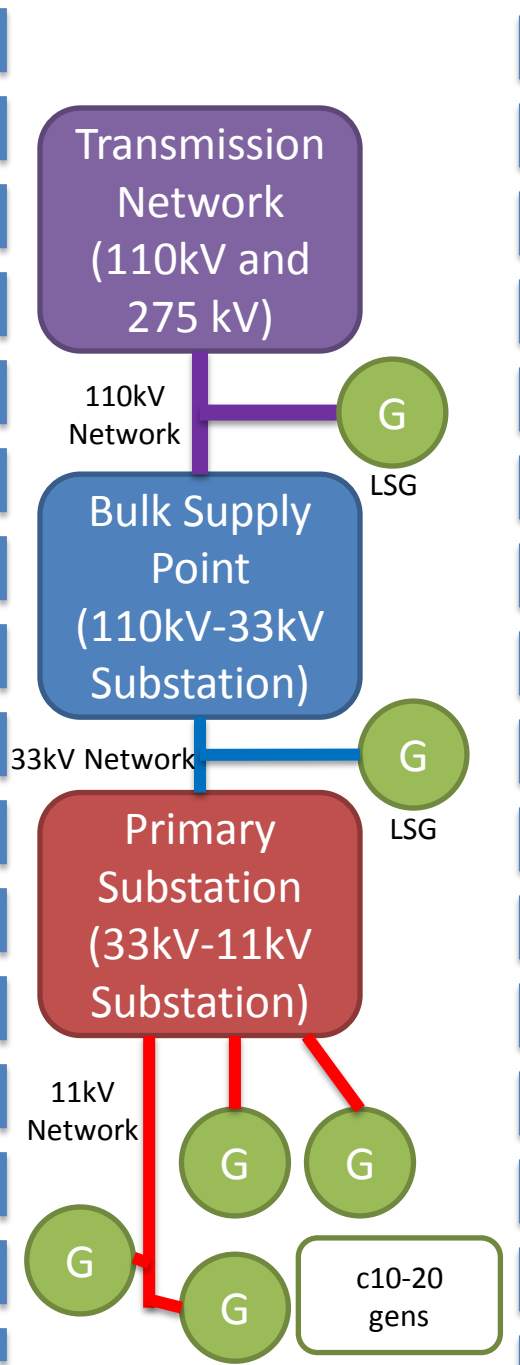 Transmission
Network
(110kV and
275 kV)
110kV
Network
G
LSG
Bulk Supply
Point
(110kV-33kV
Substation)
33kV Network
G
LSG
Primary
Substation
(33kV-11kV
Substation)
11kV
Network
G
G
G
G
c10-20
gens